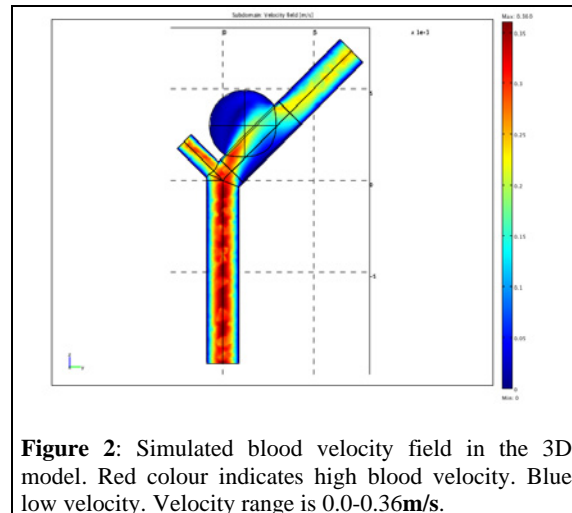 Subdomain: Velocity field [m/s]
Max: 0.360
0
5
x 1e-3
0.35
0.3
5
0.25
0.2
0
0.15
0.1
-5
0.05
0
Min: 0
Figure 2: Simulated blood velocity field in the 3D
model. Red colour indicates high blood velocity. Blue
low velocity. Velocity range is 0.0-0.36m/s.